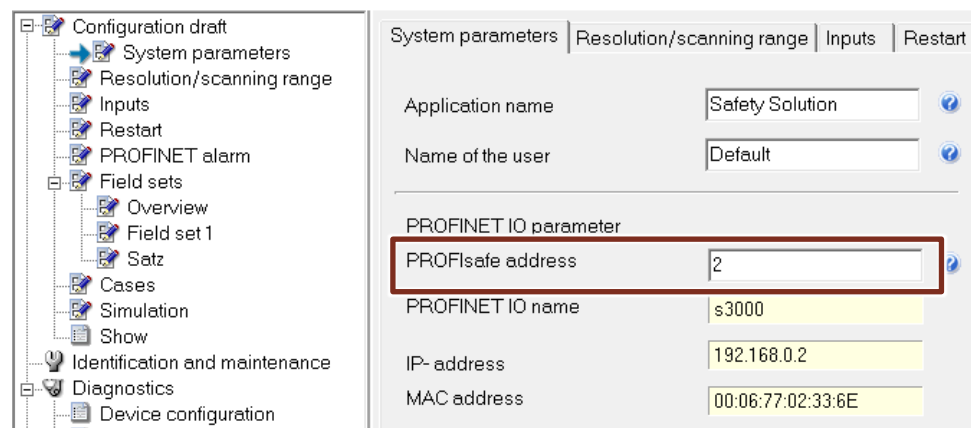 Configuration draft
System parameters
Resolution/scanning range
Inputs
Restart
PROFINET alarm
Field sets
Overview
Field set 1
Satz
Cases
Simulation
Show
Identification and maintenance
Diagnostics
Device configuration
System parameters Resolution/scanning range Inputs Restart
Application name Safety Solution
Name of the user Default
PROFINET IO parameter
PROFIsafe address 2
PROFINET IO name s3000
IP- address 192.168.0.2
MAC address 00:06:77:02:33:6E